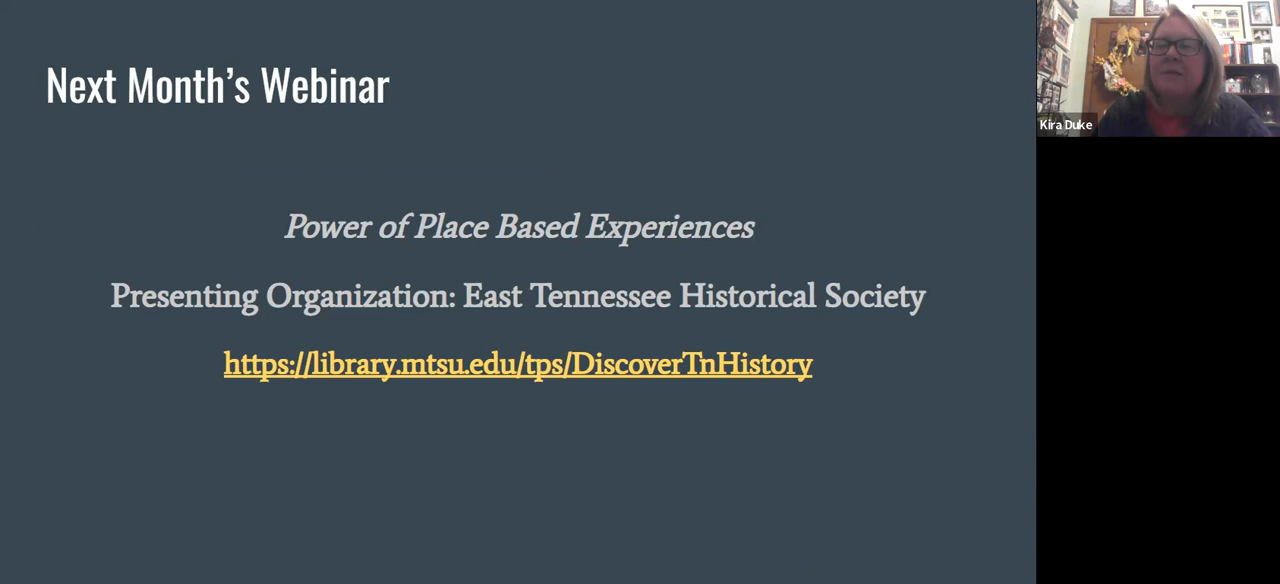 Next Month’s Webinar
Kira Duke
Power of Place Based Experiences
Presenting Organization: East Tennessee Historical Society
https://library.mtsu.edu/tps/DiscoverTnHistory